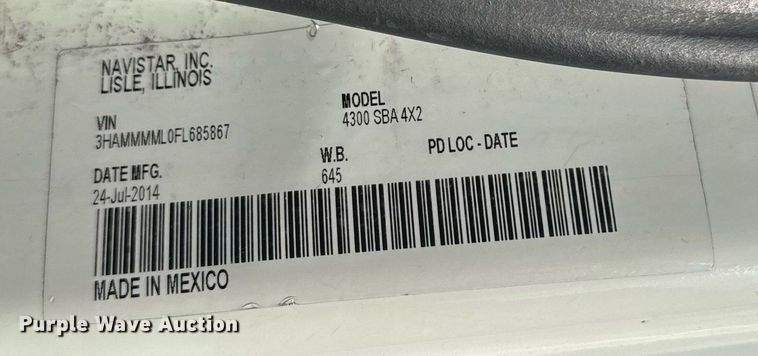 NAVISTAR, INC.
LISLE, ILLINOIS
VIN
3HAMMMML0FL685867
MODEL
4300 SBA 4X2
DATE MFG.
24-Jul-2014
W.B.
645
PD LOC - DATE
MADE IN MEXICO
Purple Wave Auction